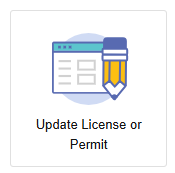 Update License or
Permit